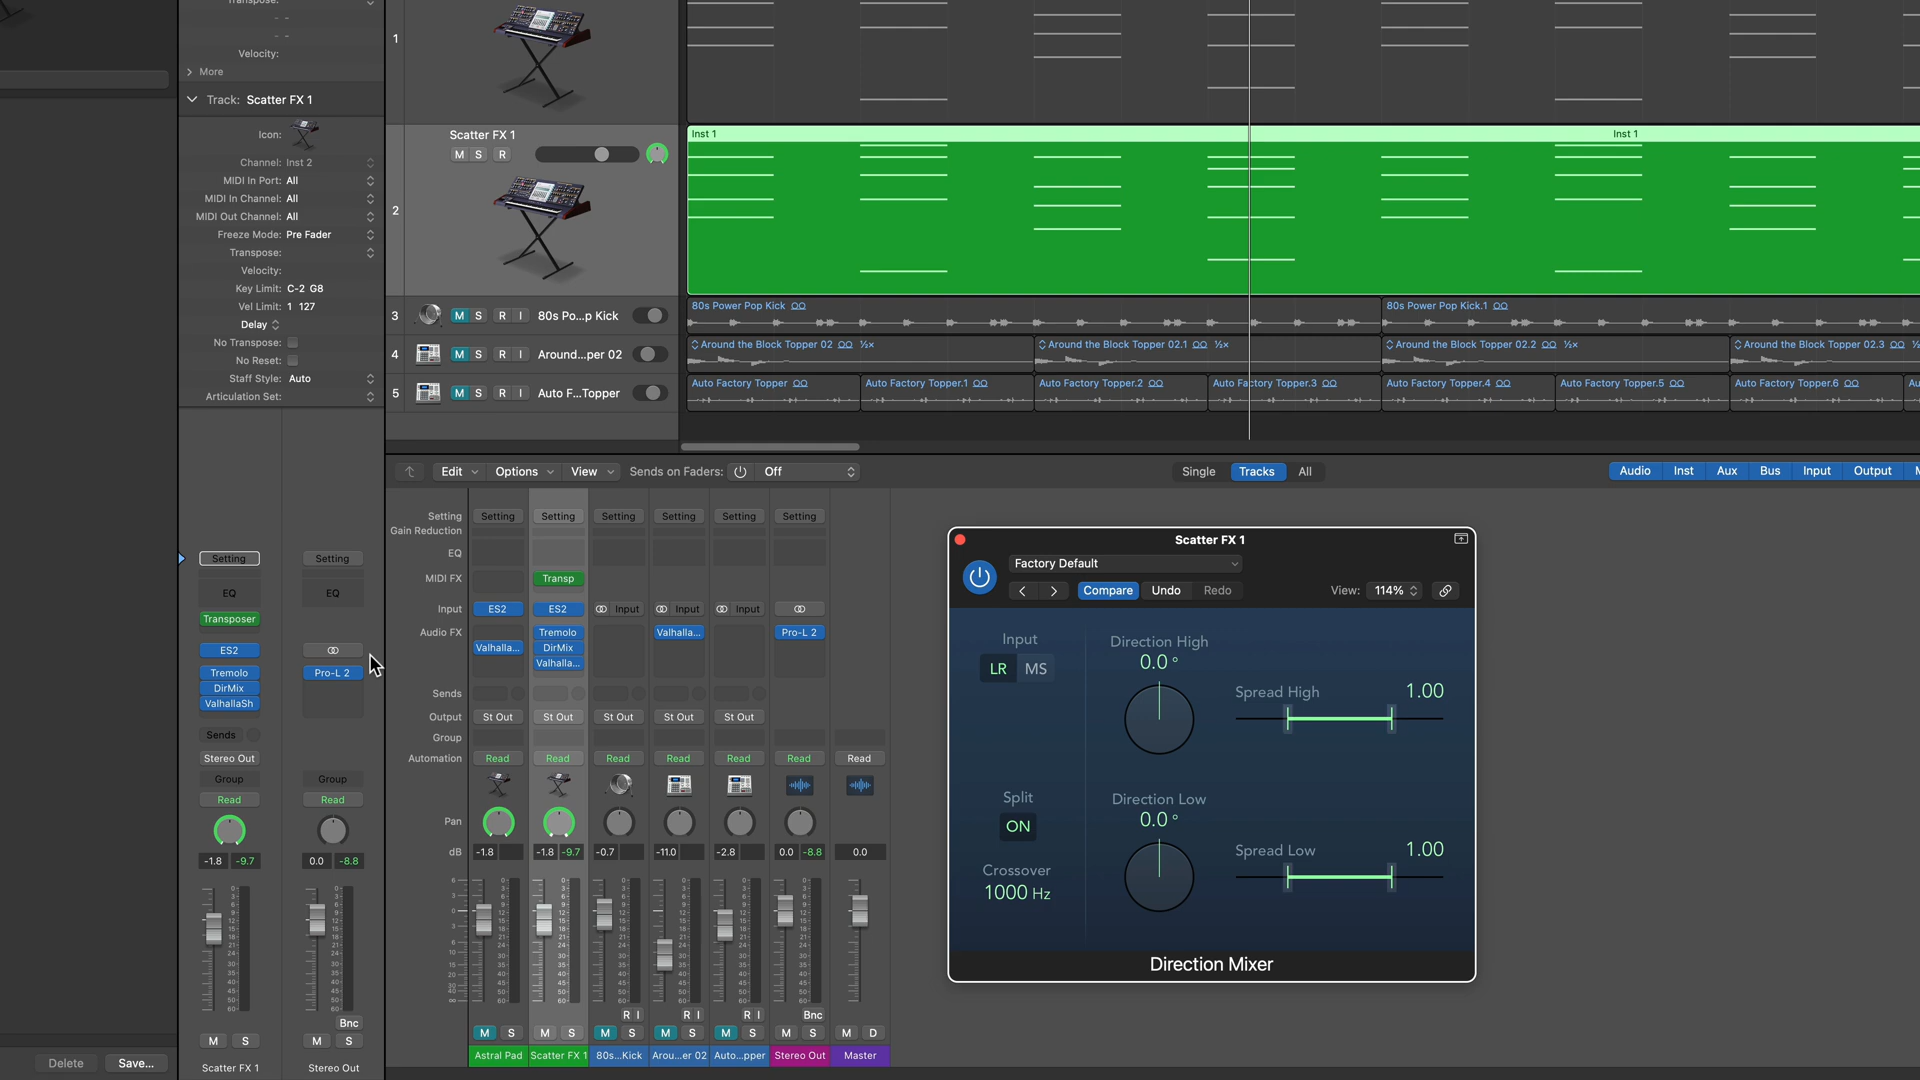 Transpose:
- -
- -
Velocity:
More
Track: Scatter FX 1
Icon:
Channel: Inst 2
MIDI In Port: All
MIDI In Channel: All
MIDI Out Channel: All
Freeze Mode: Pre Fader
Transpose:
Velocity:
Key Limit: C-2 G8
Vel Limit: 1 127
Delay
No Transpose:
No Reset:
Staff Style: Auto
Articulation Set:
Setting
Setting
EQ
EQ
Transposer
ES2
Tremolo
Pro-L 2
DirMix
ValhallaSh
Sends
Stereo Out
Group
Group
Read
Read
-1.8 -9.7
0.0 -8.8
Bnc
M S
M S
Delete
Save...
Scatter FX 1
Stereo Out
1
Scatter FX 1
M S R
2
Inst 1
Inst 1
3 M S R I 80s Po...p Kick
80s Power Pop Kick
80s Power Pop Kick.1
4 M S R I Around...per 02
Around the Block Topper 02 ½×
Around the Block Topper 02.1 ½×
Around the Block Topper 02.2 ½×
Around the Block Topper 02.3
5 M S R I Auto F...Topper
Auto Factory Topper
Auto Factory Topper.1
Auto Factory Topper.2
Auto Factory Topper.3
Auto Factory Topper.4
Auto Factory Topper.5
Auto Factory Topper.6
Au
Edit Options View Sends on Faders: Off
Single Tracks All
Audio Inst Aux Bus Input Output M
Setting Setting Setting Setting Setting Setting Setting
Gain Reduction
EQ
MIDI FX Transp
Input ES2 ES2 Input Input Input
Audio FX Tremolo Valhalla... Pro-L 2
Valhalla... DirMix
Valhalla...
Sends
Output St Out St Out St Out St Out St Out
Group
Automation Read Read Read Read Read Read Read
Pan
dB -1.8 -1.8 -9.7 -0.7 -11.0 -2.8 0.0 -8.8 0.0
R I R I R I Bnc
M S M S M S M S M S M S M D
Astral Pad Scatter FX 1 80s...Kick Arou...er 02 Auto...pper Stereo Out Master
Scatter FX 1
Factory Default
Compare Undo Redo
View: 114%
Input
LR MS
Direction High
0.0 °
Spread High 1.00
Split
ON
Crossover
1000 Hz
Direction Low
0.0 °
Spread Low 1.00
Direction Mixer